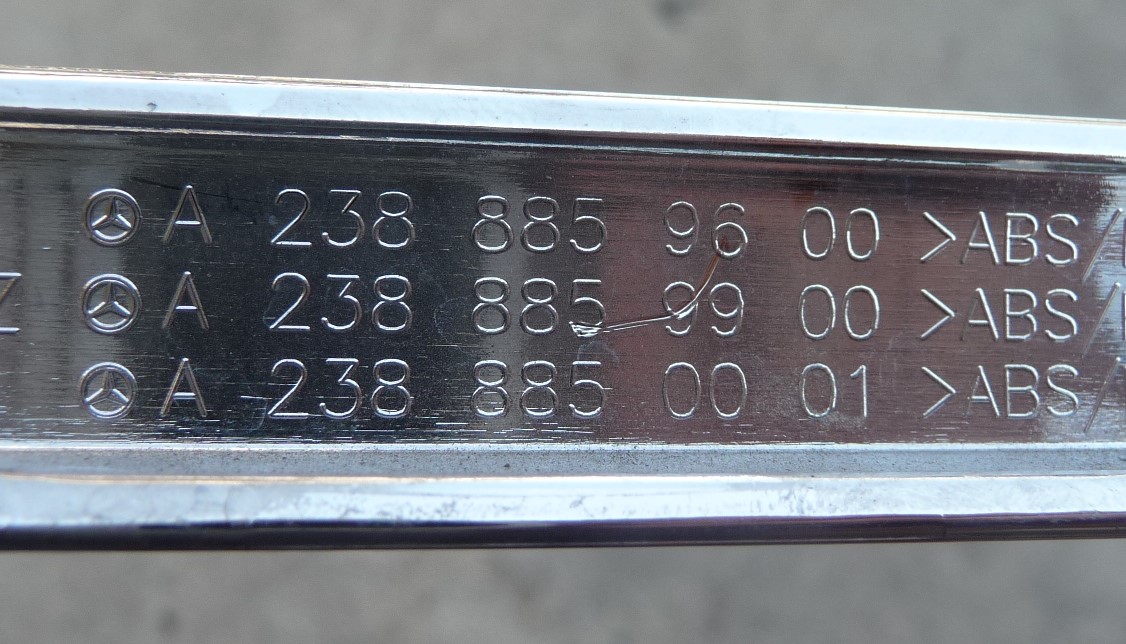 A 238 885 96 00 >ABS/
Z A 238 885 99 00 >ABS/
A 238 885 00 01 >ABS/